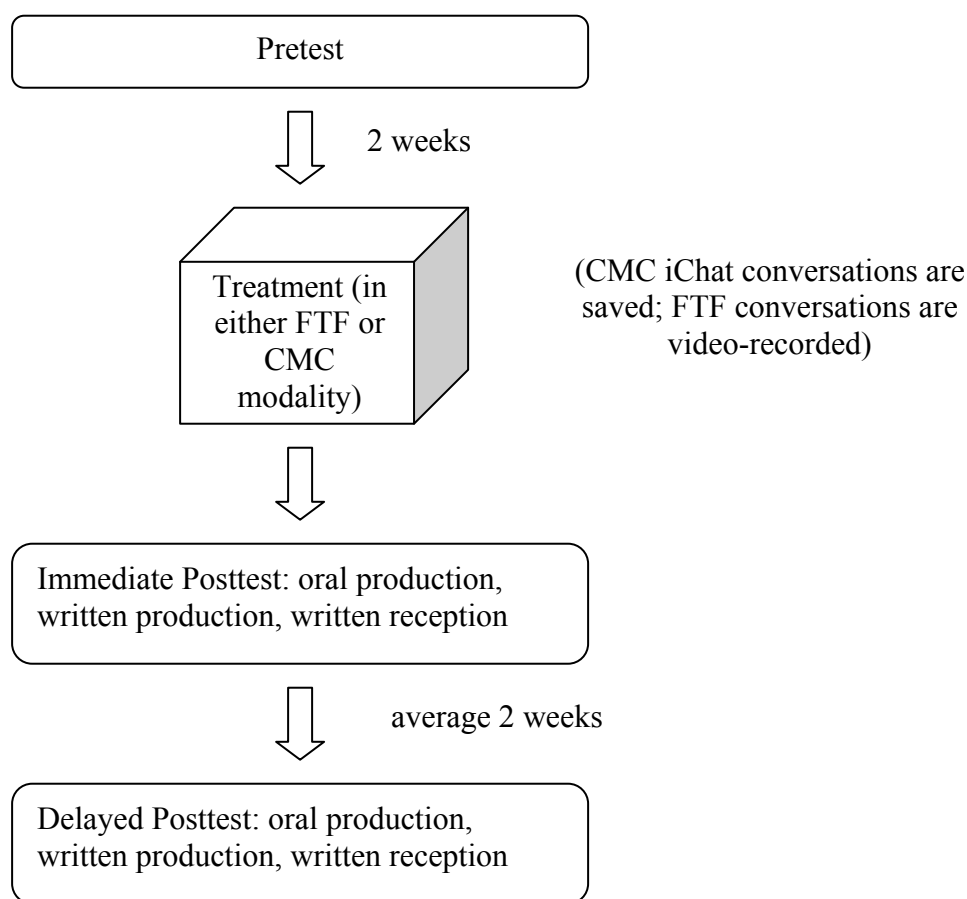 Pretest
2 weeks
Treatment (in
either FTF or
CMC
modality)
(CMC iChat conversations are
saved; FTF conversations are
video-recorded)
Immediate Posttest: oral production,
written production, written reception
average 2 weeks
Delayed Posttest: oral production,
written production, written reception